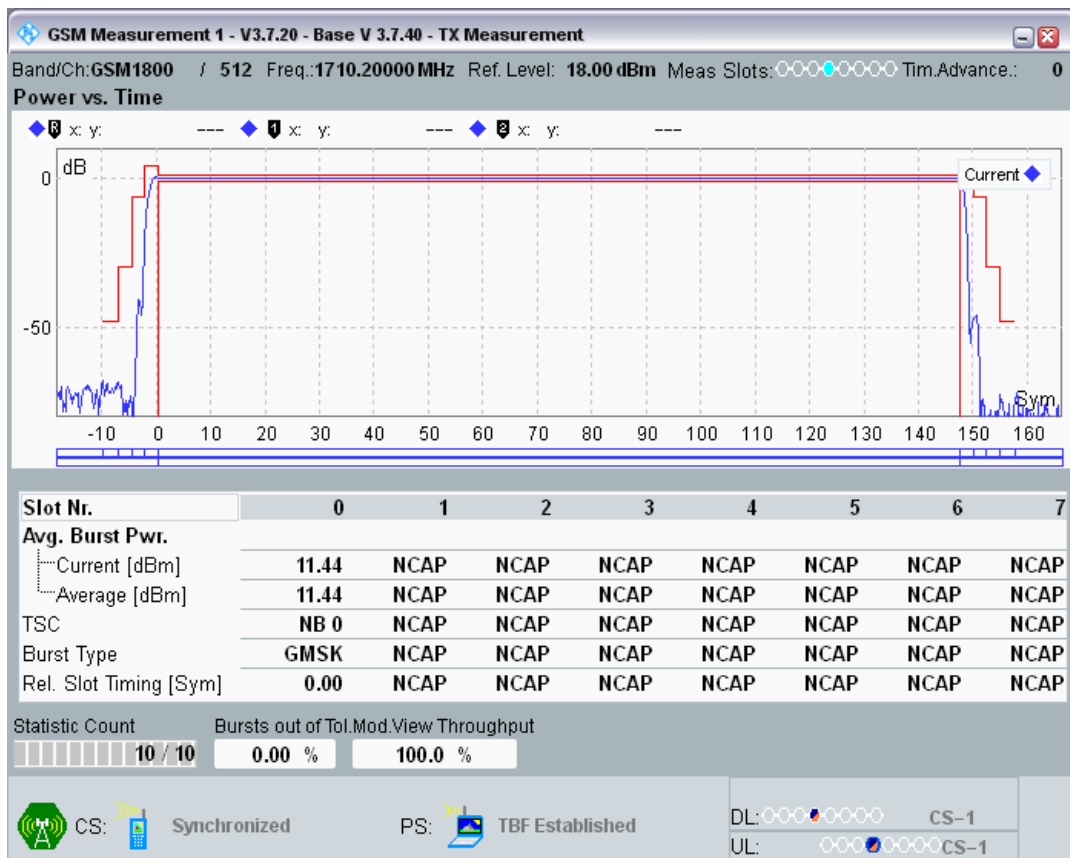 GSM Measurement 1 - V3.7.20 - Base V 3.7.40 - TX Measurement
Band/Ch:GSM1800 / 512 Freq.:1710.20000 MHz Ref. Level: 18.00 dBm Meas Slots: Tim.Advance.: 0
Power vs. Time
R x: y: --- 1 x: y: --- 2 x: y: ---
dB
0
Current
-50
Sym
-10 0 10 20 30 40 50 60 70 80 90 100 110 120 130 140 150 160
Slot Nr. 0 1 2 3 4 5 6 7
Avg. Burst Pwr.
Current [dBm] 11.44 NCAP NCAP NCAP NCAP NCAP NCAP NCAP
Average [dBm] 11.44 NCAP NCAP NCAP NCAP NCAP NCAP NCAP
TSC NB 0 NCAP NCAP NCAP NCAP NCAP NCAP NCAP
Burst Type GMSK NCAP NCAP NCAP NCAP NCAP NCAP NCAP
Rel. Slot Timing [Sym] 0.00 NCAP NCAP NCAP NCAP NCAP NCAP NCAP
Statistic Count Bursts out of Tol. Mod.View Throughput
10 / 10 0.00 % 100.0 %
CS: Synchronized PS: TBF Established
DL: CS-1
UL: CS-1